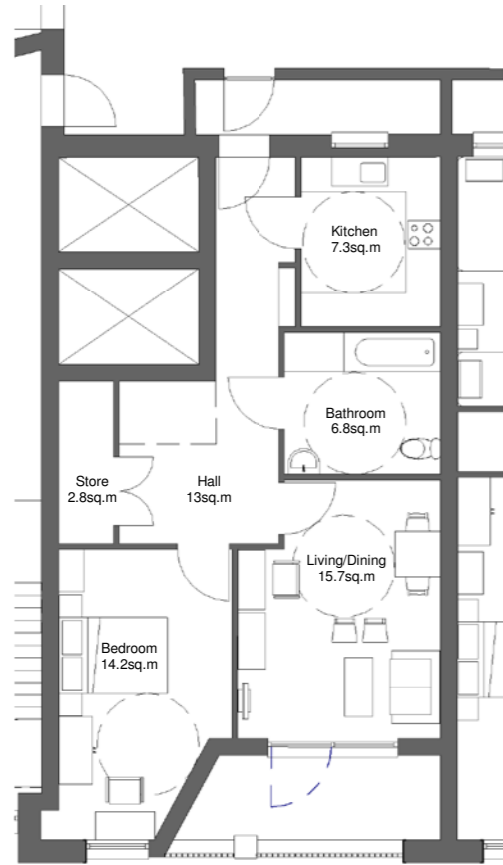 Kitchen
7.3sq.m
Bathroom
6.8sq.m
Store
2.8sq.m
Hall
13sq.m
Living/Dining
15.7sq.m
Bedroom
14.2sq.m